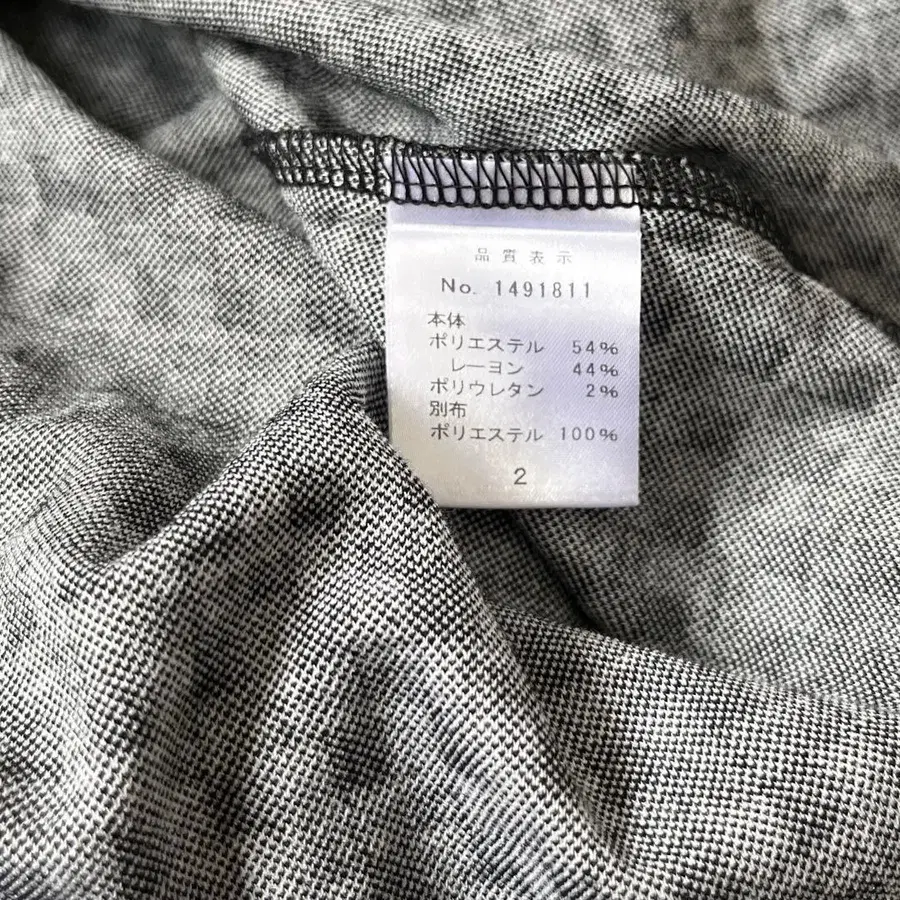 品質表示
No. 1491811
本体
ポリエステル 54%
レーヨン 44%
ポリウレタン 2%
別布
ポリエステル 100%
2